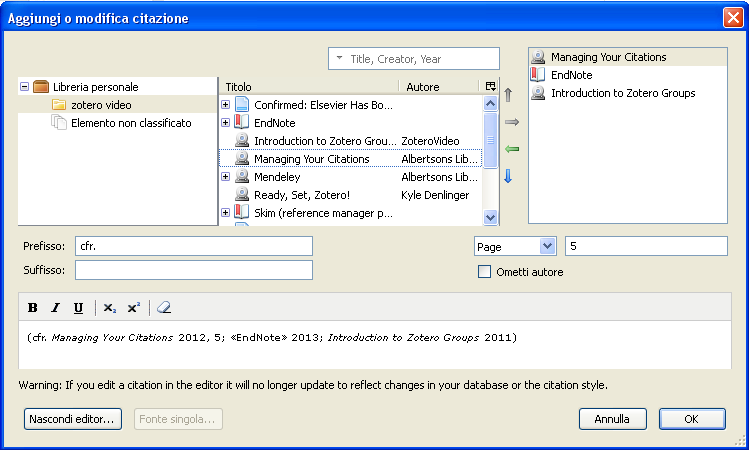 Aggiungi o modifica citazione
Title, Creator, Year
Libreria personale
zotero video
Elemento non classificato
Titolo Autore
Confirmed: Elsevier Has Bo...
EndNote
Introduction to Zotero Grou... ZoteroVideo
Managing Your Citations Albertsons Lib...
Mendeley Albertsons Lib...
Ready, Set, Zotero! Kyle Denlinger
Skim (reference manager p...
Managing Your Citations
EndNote
Introduction to Zotero Groups
Prefisso: cfr. Page 5
Suffisso: Ometti autore
B I U x₂ x²
(cfr. Managing Your Citations 2012, 5; «EndNote» 2013; Introduction to Zotero Groups 2011)
Warning: If you edit a citation in the editor it will no longer update to reflect changes in your database or the citation style.
Nascondi editor... Fonte singola... Annulla OK